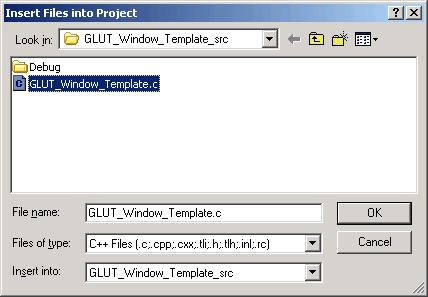 Insert Files into Project
Look in: GLUT_Window_Template_src
Debug
GLUT_Window_Template.c
File name: GLUT_Window_Template.c OK
Files of type: C++ Files (.c;.cpp;.cxx;.tli;.h;.tlh;.inl;.rc) Cancel
Insert into: GLUT_Window_Template_src